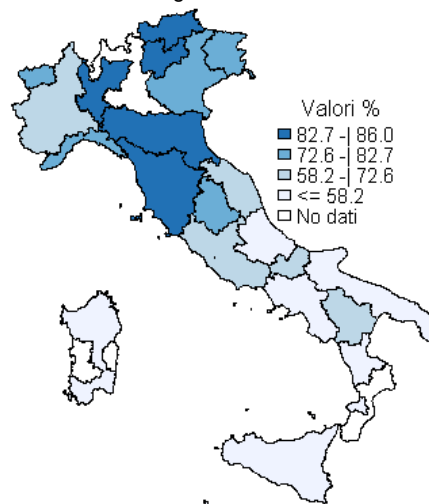 Valori %
82.7 -| 86.0
72.6 -| 82.7
58.2 -| 72.6
<= 58.2
No dati